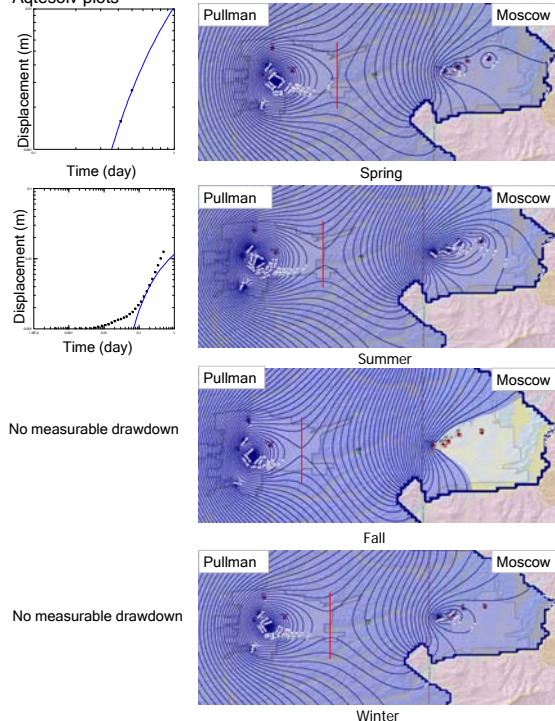 Aqtesolv plots
Displacement (m)
Time (day)
Pullman
Moscow
Spring
Displacement (m)
Time (day)
Pullman
Moscow
Summer
No measurable drawdown
Pullman
Moscow
Fall
No measurable drawdown
Pullman
Moscow
Winter